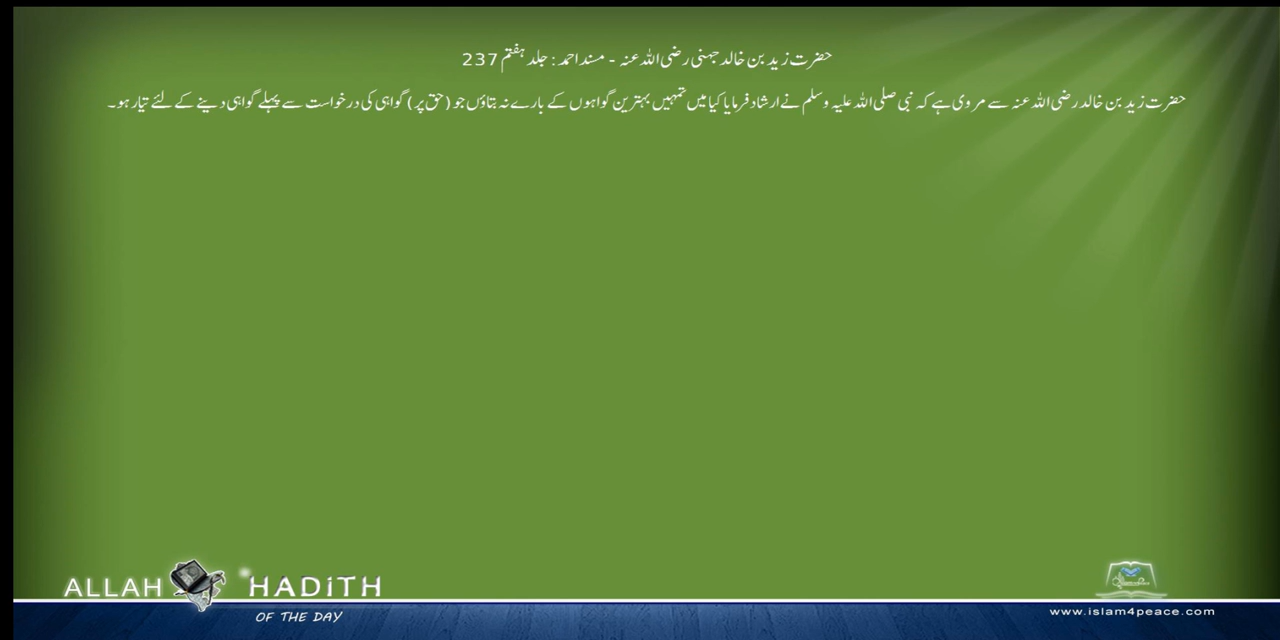 حضرت زید بن خالد جہنی رضی اللہ عنہ - مسند احمد : جلد ہفتم 237
حضرت زید بن خالد رضی اللہ عنہ سے مروی ہے کہ نبی صلی اللہ علیہ وسلم نے ارشاد فرمایا کیا میں تمہیں بہترین گواہوں کے بارے نہ بتاؤں جو (حق پر) گواہی کی درخواست سے پہلے گواہی دینے کے لئے تیار ہو۔
ALLAH HADiTH
OF THE DAY
www.islam4peace.com